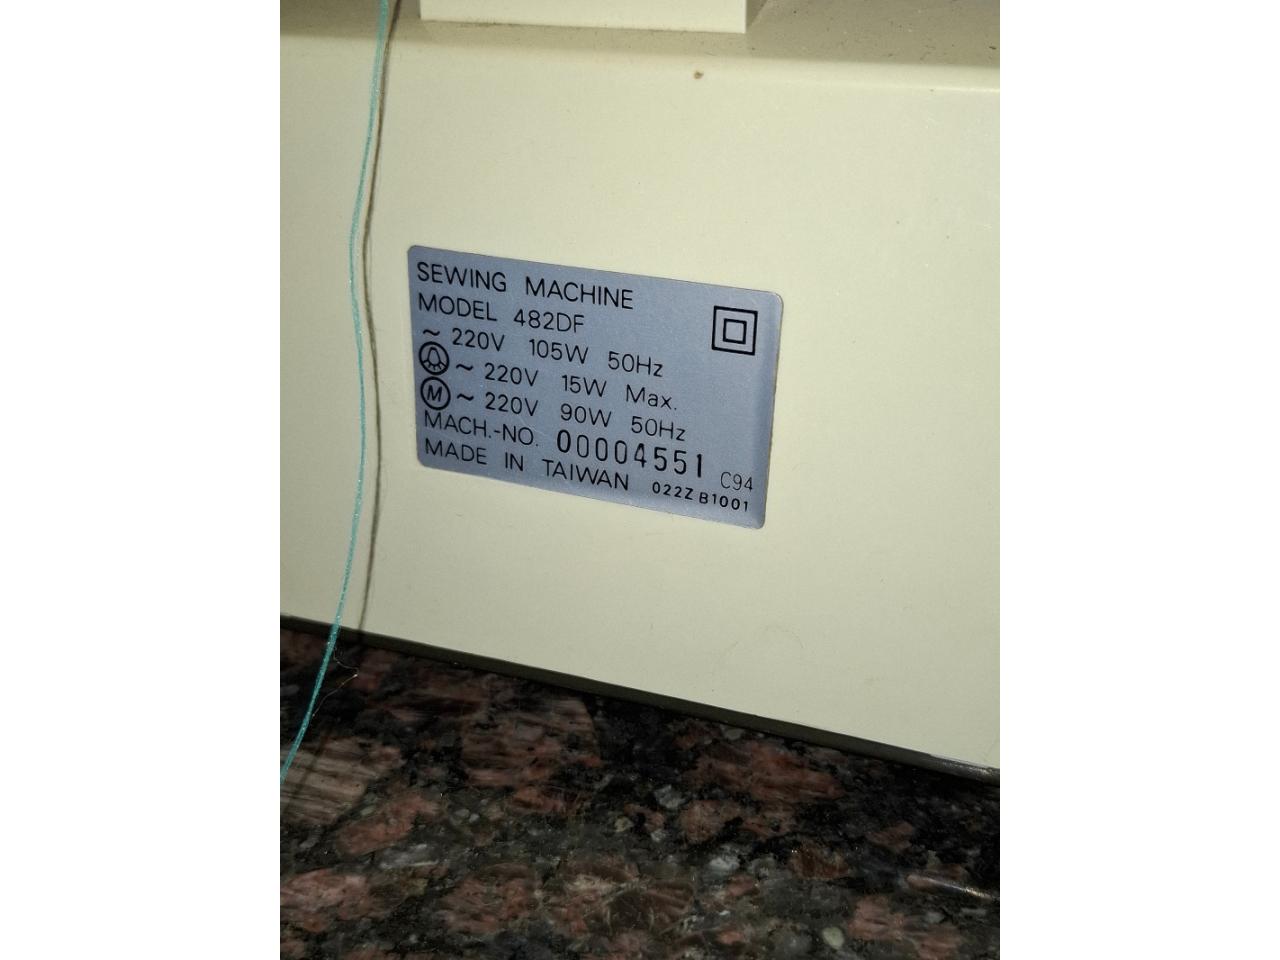 SEWING MACHINE
MODEL 482DF
~ 220V 105W 50Hz
~ 220V 15W Max.
M ~ 220V 90W 50Hz
MACH.-NO. 00004551 C94
MADE IN TAIWAN 022Z B1001